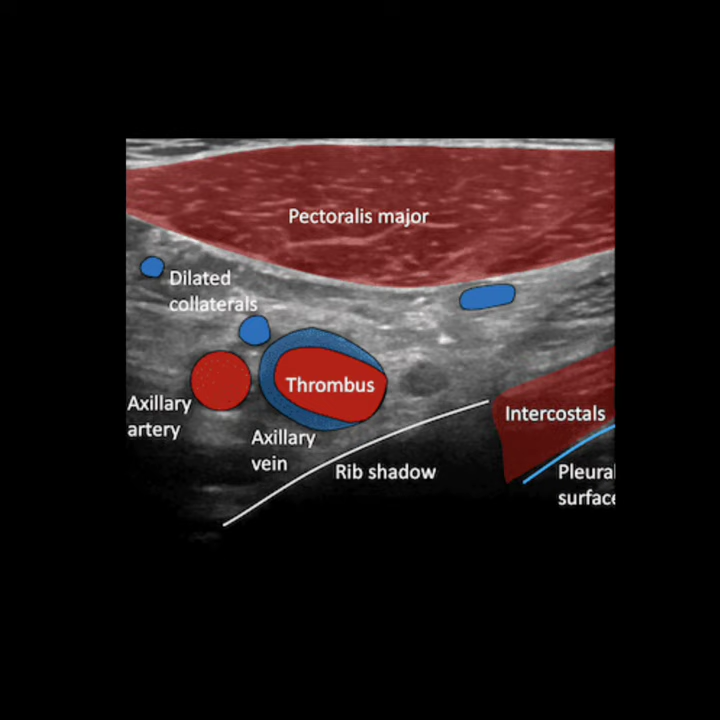 Pectoralis major
Dilated
collaterals
Thrombus
Axillary
artery
Axillary
vein
Rib shadow
Intercostals
Pleural
surface